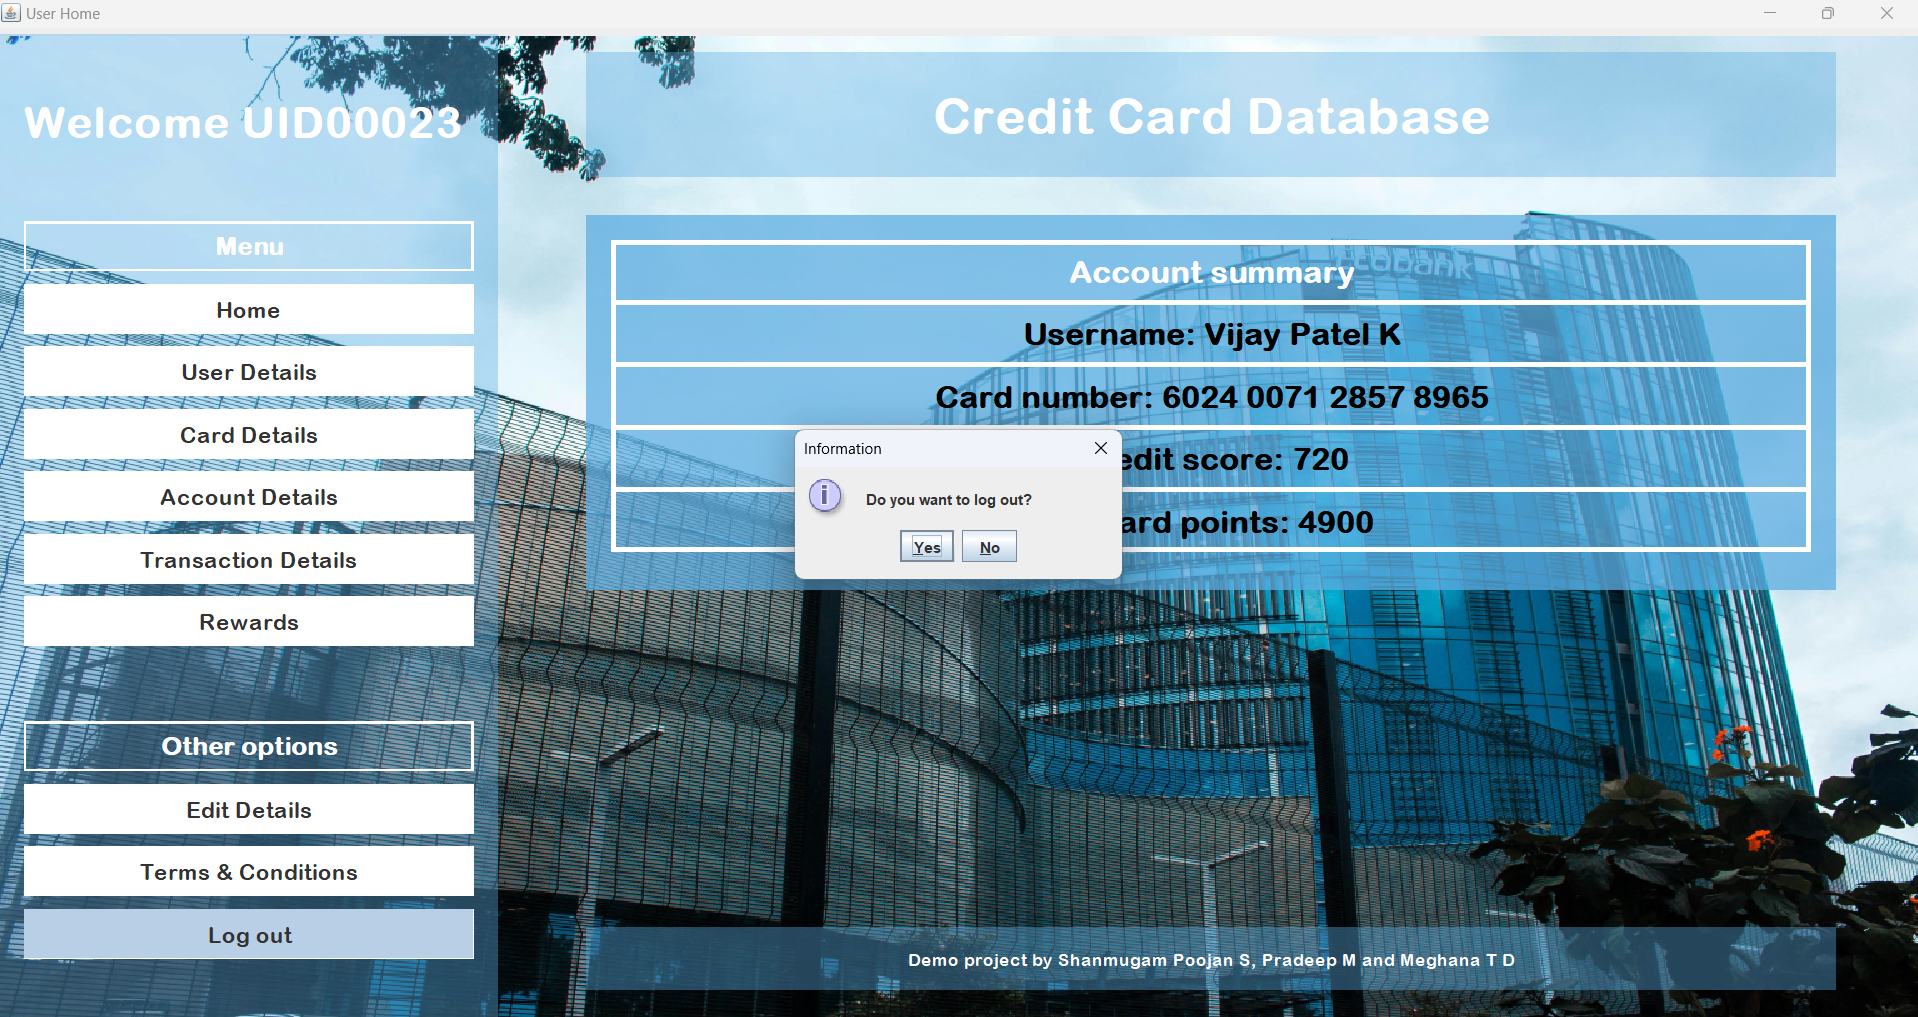 User Home
Welcome UID00023
Menu
Home
User Details
Card Details
Account Details
Transaction Details
Rewards
Other options
Edit Details
Terms & Conditions
Log out
Credit Card Database
ecobank
Account summary
Username: Vijay Patel K
Card number: 6024 0071 2857 8965
edit score: 720
ard points: 4900
Information
Do you want to log out?
Yes
No
Demo project by Shanmugam Poojan S, Pradeep M and Meghana T D